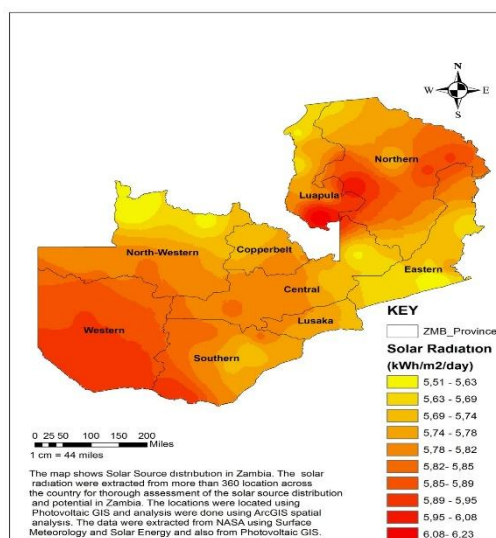 N
W E
S
Northern
Luapula
North-Western
Copperbelt
Eastern
Central
Lusaka
Western
Southern
KEY
ZMB_Province
Solar Radiation
(kWh/m2/day)
5,51 - 5,63
5,63 - 5,69
5,69 - 5,74
5,74 - 5,78
5,78 - 5,82
5,82 - 5,85
5,85 - 5,89
5,89 - 5,95
5,95 - 6,08
6,08 - 6,23
0 25 50 100 150 200
Miles
1 cm = 44 miles
The map shows Solar Source distribution in Zambia. The solar
radiation were extracted from more than 360 location across
the country for thorough assessment of the solar source distribution
and potential in Zambia. The locations were located using
Photovoltaic GIS and analysis were done using ArcGIS spatial
analysis. The data were extracted from NASA using Surface
Meteorology and Solar Energy and also from Photovolatic GIS.